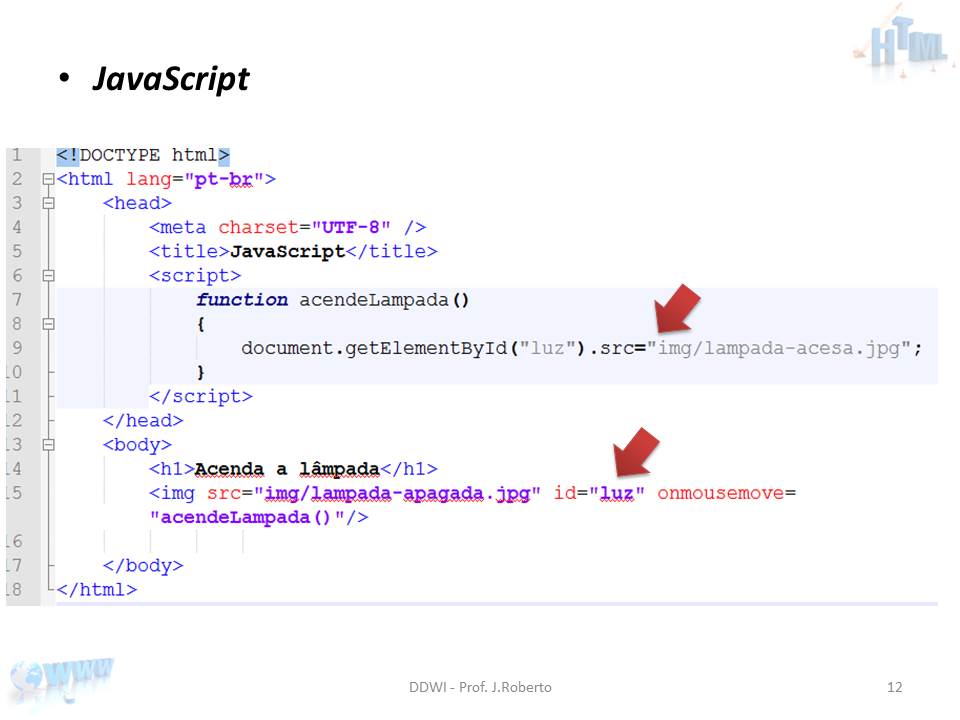 HTML
• JavaScript
1 <!DOCTYPE html>
2 <html lang="pt-br">
3 <head>
4 <meta charset="UTF-8" />
5 <title>JavaScript</title>
6 <script>
7 function acendeLampada()
8 {
9 document.getElementById("luz").src="img/lampada-acesa.jpg";
10 }
11 </script>
12 </head>
13 <body>
14 <h1>Acenda a lâmpada</h1>
15 <img src="img/lampada-apagada.jpg" id="luz" onmousemove=
"acendeLampada()"/>
16
17 </body>
18 </html>
WWW
DDWI - Prof. J.Roberto
12